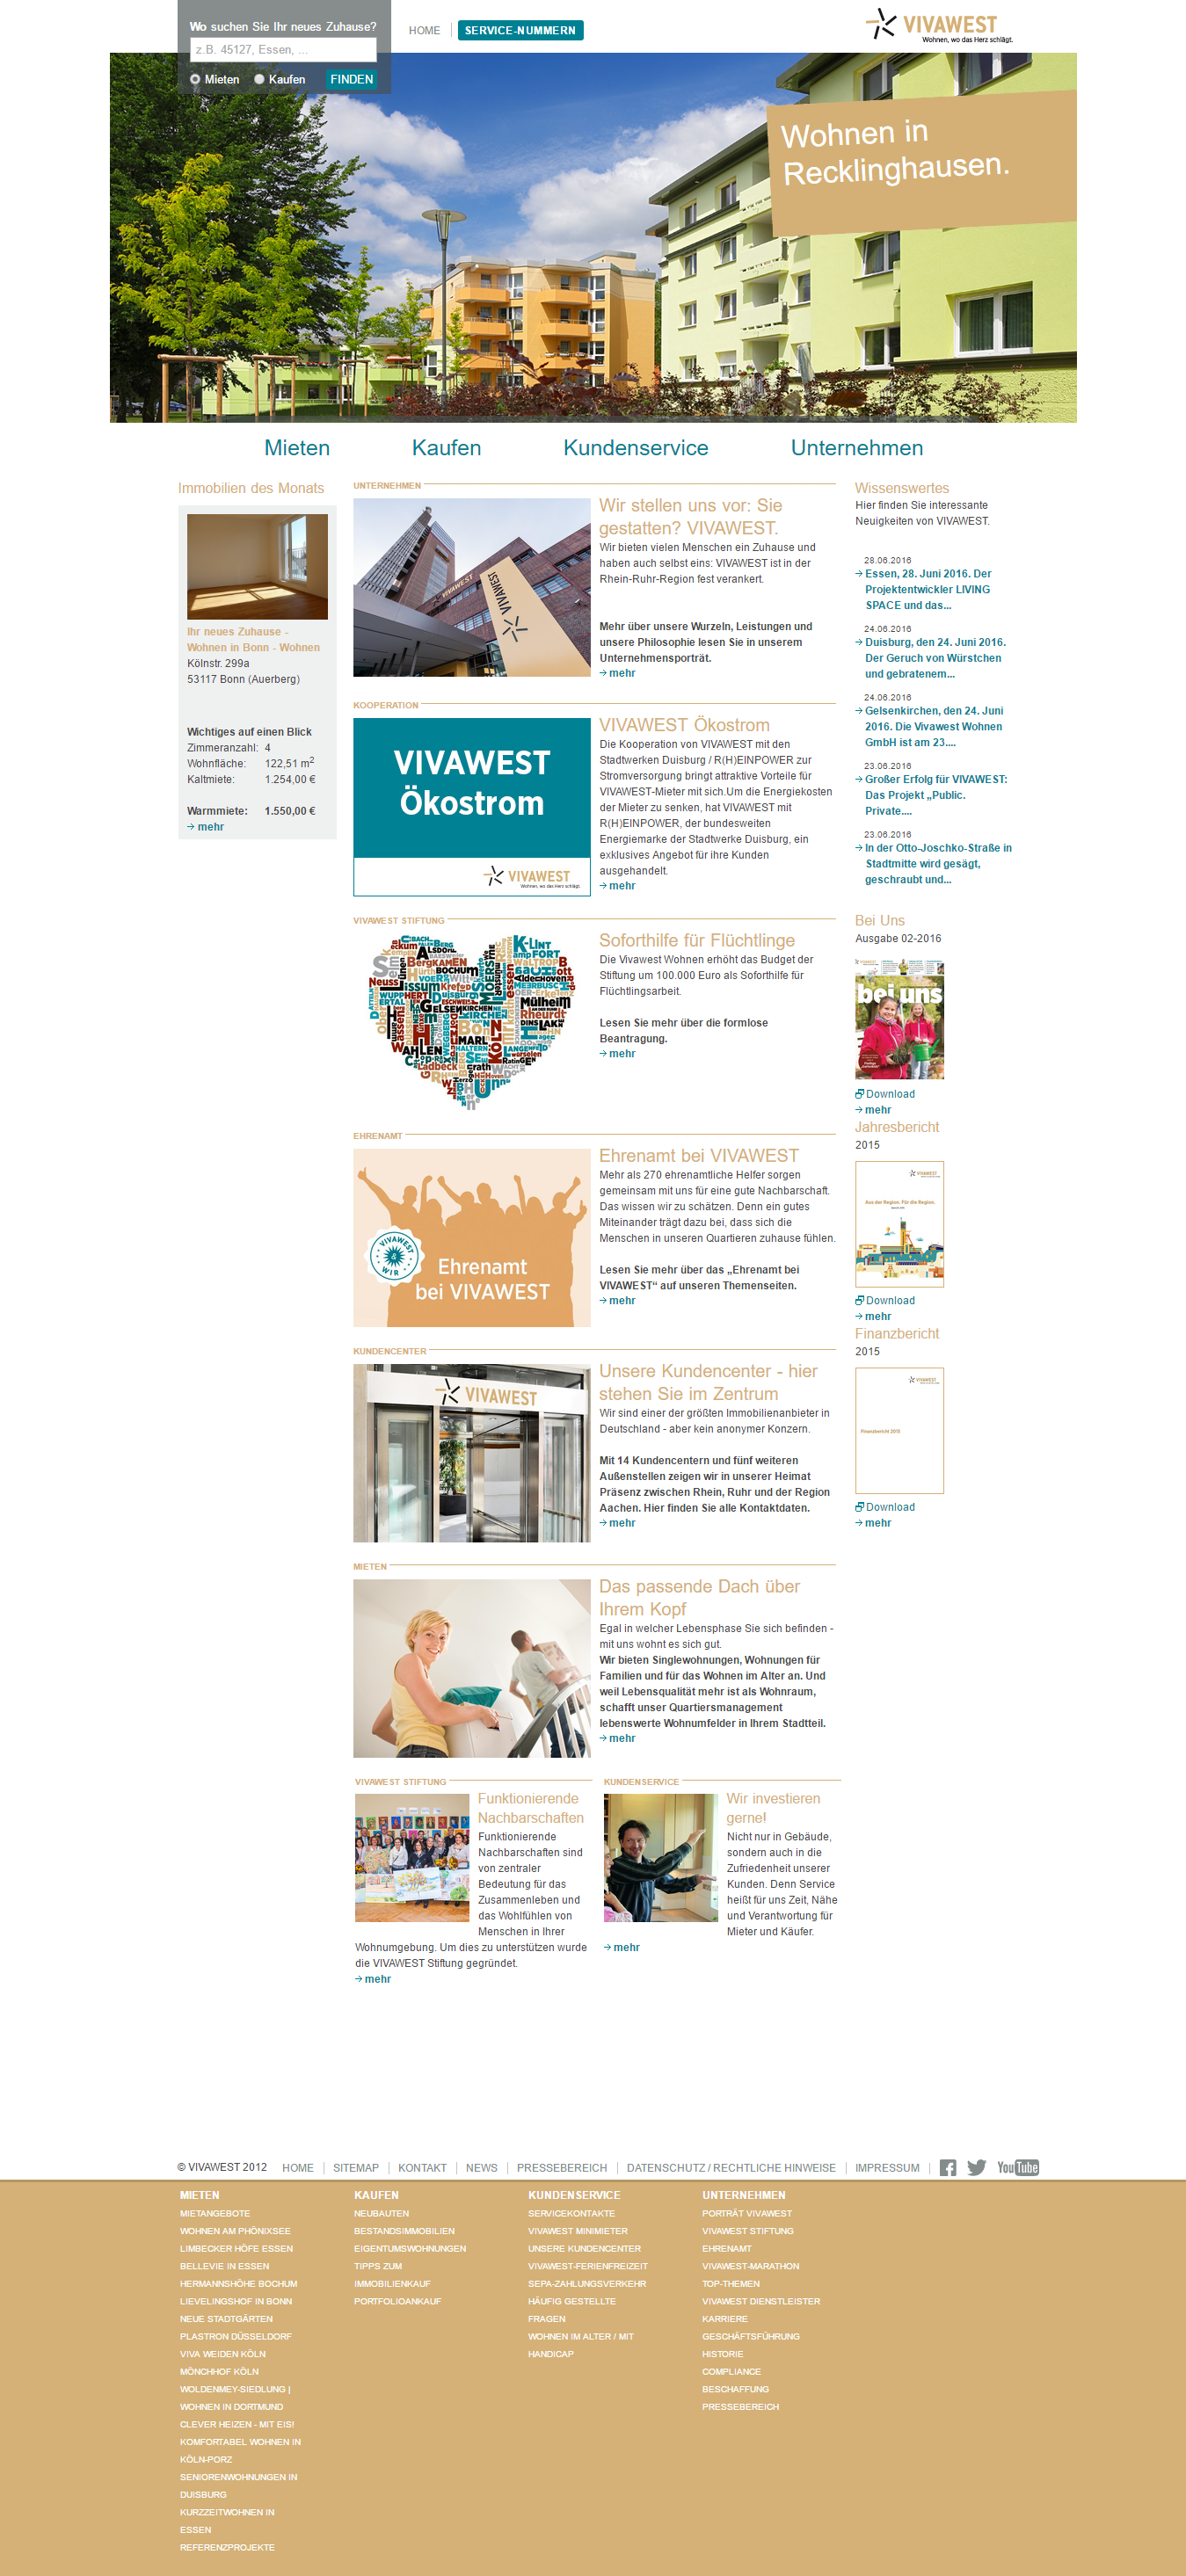 Wo suchen Sie Ihr neues Zuhause?
z.B. 45127, Essen, ...
Mieten Kaufen FINDEN
HOME SERVICE-NUMMERN
VIVAWEST
Wohnen, wo das Herz schlägt.
Wohnen in
Recklinghausen.
Mieten Kaufen Kundenservice Unternehmen
Immobilien des Monats
Ihr neues Zuhause -
Wohnen in Bonn - Wohnen
Kölnstr. 299a
53117 Bonn (Auerberg)
Wichtiges auf einen Blick
Zimmeranzahl: 4
Wohnfläche: 122,51 m2
Kaltmiete: 1.254,00 €
Warmmiete: 1.550,00 €
mehr
UNTERNEHMEN
VIVAWEST
VIVAWEST
Wir stellen uns vor: Sie
gestatten? VIVAWEST.
Wir bieten vielen Menschen ein Zuhause und
haben auch selbst eins: VIVAWEST ist in der
Rhein-Ruhr-Region fest verankert.
Mehr über unsere Wurzeln, Leistungen und
unsere Philosophie lesen Sie in unserem
Unternehmensporträt.
mehr
KOOPERATION
VIVAWEST
Ökostrom
VIVAWEST
Wohnen, wo das Herz schlägt.
VIVAWEST Ökostrom
Die Kooperation von VIVAWEST mit den
Stadtwerken Duisburg / R(H)EINPOWER zur
Stromversorgung bringt attraktive Vorteile für
VIVAWEST-Mieter mit sich.Um die Energiekosten
der Mieter zu senken, hat VIVAWEST mit
R(H)EINPOWER, der bundesweiten
Energiemarke der Stadtwerke Duisburg, ein
exklusives Angebot für ihre Kunden
ausgehandelt.
mehr
VIVAWEST STIFTUNG
Soforthilfe für Flüchtlinge
Die Vivawest Wohnen erhöht das Budget der
Stiftung um 100.000 Euro als Soforthilfe für
Flüchtlingsarbeit.
Lesen Sie mehr über die formlose
Beantragung.
mehr
EHRENAMT
VIVAWEST
& WIR
Ehrenamt
bei VIVAWEST
Ehrenamt bei VIVAWEST
Mehr als 270 ehrenamtliche Helfer sorgen
gemeinsam mit uns für eine gute Nachbarschaft.
Das wissen wir zu schätzen. Denn ein gutes
Miteinander trägt dazu bei, dass sich die
Menschen in unseren Quartieren zuhause fühlen.
Lesen Sie mehr über das „Ehrenamt bei
VIVAWEST“ auf unseren Themenseiten.
mehr
KUNDENCENTER
VIVAWEST
Unsere Kundencenter - hier
stehen Sie im Zentrum
Wir sind einer der größten Immobilienanbieter in
Deutschland - aber kein anonymer Konzern.
Mit 14 Kundencentern und fünf weiteren
Außenstellen zeigen wir in unserer Heimat
Präsenz zwischen Rhein, Ruhr und der Region
Aachen. Hier finden Sie alle Kontaktdaten.
mehr
MIETEN
Das passende Dach über
Ihrem Kopf
Egal in welcher Lebensphase Sie sich befinden -
mit uns wohnt es sich gut.
Wir bieten Singlewohnungen, Wohnungen für
Familien und für das Wohnen im Alter an. Und
weil Lebensqualität mehr ist als Wohnraum,
schafft unser Quartiersmanagement
lebenswerte Wohnumfelder in Ihrem Stadtteil.
mehr
VIVAWEST STIFTUNG
Funktionierende
Nachbarschaften
Funktionierende
Nachbarschaften sind
von zentraler
Bedeutung für das
Zusammenleben und
das Wohlfühlen von
Menschen in Ihrer
Wohnumgebung. Um dies zu unterstützen wurde
die VIVAWEST Stiftung gegründet.
mehr
KUNDENSERVICE
Wir investieren
gerne!
Nicht nur in Gebäude,
sondern auch in die
Zufriedenheit unserer
Kunden. Denn Service
heißt für uns Zeit, Nähe
und Verantwortung für
Mieter und Käufer.
mehr
Wissenswertes
Hier finden Sie interessante
Neuigkeiten von VIVAWEST.
28.06.2016
Essen, 28. Juni 2016. Der
Projektentwickler LIVING
SPACE und das...
24.06.2016
Duisburg, den 24. Juni 2016.
Der Geruch von Würstchen
und gebratenem...
24.06.2016
Gelsenkirchen, den 24. Juni
2016. Die Vivawest Wohnen
GmbH ist am 23....
23.06.2016
Großer Erfolg für VIVAWEST:
Das Projekt „Public.
Private....
23.06.2016
In der Otto-Joschko-Straße in
Stadtmitte wird gesägt,
geschraubt und...
Bei Uns
Ausgabe 02-2016
bei uns
Download
mehr
Jahresbericht
2015
VIVAWEST
Aus der Region. Für die Region.
Download
mehr
Finanzbericht
2015
VIVAWEST
Finanzbericht 2015
Download
mehr
© VIVAWEST 2012 HOME SITEMAP KONTAKT NEWS PRESSEBEREICH DATENSCHUTZ / RECHTLICHE HINWEISE IMPRESSUM YouTube
MIETEN
MIETANGEBOTE
WOHNEN AM PHÖNIXSEE
LIMBECKER HÖFE ESSEN
BELLEVIE IN ESSEN
HERMANNSHÖHE BOCHUM
LIEVELINGSHOF IN BONN
NEUE STADTGÄRTEN
PLASTRON DÜSSELDORF
VIVA WEIDEN KÖLN
MÖNCHHOF KÖLN
WOLDENMEY-SIEDLUNG |
WOHNEN IN DORTMUND
CLEVER HEIZEN - MIT EIS!
KOMFORTABEL WOHNEN IN
KÖLN-PORZ
SENIORENWOHNUNGEN IN
DUISBURG
KURZZEITWOHNEN IN
ESSEN
REFERENZPROJEKTE
KAUFEN
NEUBAUTEN
BESTANDSIMMOBILIEN
EIGENTUMSWOHNUNGEN
TIPPS ZUM
IMMOBILIENKAUF
PORTFOLIOANKAUF
KUNDENSERVICE
SERVICEKONTAKTE
VIVAWEST MINIMIETER
UNSERE KUNDENCENTER
VIVAWEST-FERIENFREIZEIT
SEPA-ZAHLUNGSVERKEHR
HÄUFIG GESTELLTE
FRAGEN
WOHNEN IM ALTER / MIT
HANDICAP
UNTERNEHMEN
PORTRÄT VIVAWEST
VIVAWEST STIFTUNG
EHRENAMT
VIVAWEST-MARATHON
TOP-THEMEN
VIVAWEST DIENSTLEISTER
KARRIERE
GESCHÄFTSFÜHRUNG
HISTORIE
COMPLIANCE
BESCHAFFUNG
PRESSEBEREICH